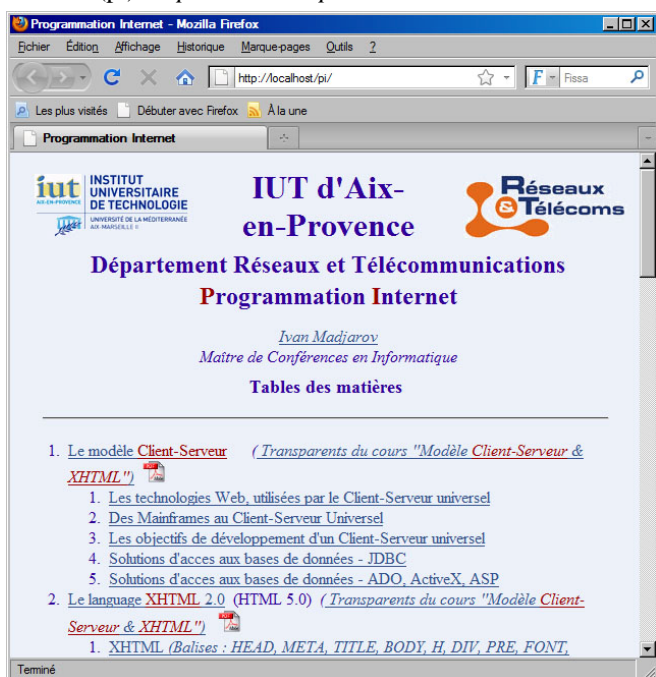 Programmation Internet - Mozilla Firefox
Fichier Édition Affichage Historique Marque-pages Outils ?
http://localhost/pi/ F Fissa
Les plus visités Débuter avec Firefox À la une
Programmation Internet
iut AIX-EN-PROVENCE
INSTITUT
UNIVERSITAIRE
DE TECHNOLOGIE
UNIVERSITÉ DE LA MÉDITERRANÉE
AIX-MARSEILLE II
IUT d'Aix-
en-Provence
Réseaux
& Télécoms
Département Réseaux et Télécommunications
Programmation Internet
Ivan Madjarov
Maître de Conférences en Informatique
Tables des matières
1. Le modèle Client-Serveur ( Transparents du cours "Modèle Client-Serveur &
XHTML")
1. Les technologies Web, utilisées par le Client-Serveur universel
2. Des Mainframes au Client-Serveur Universel
3. Les objectifs de développement d'un Client-Serveur universel
4. Solutions d'acces aux bases de données - JDBC
5. Solutions d'acces aux bases de données - ADO, ActiveX, ASP
2. Le language XHTML 2.0 (HTML 5.0) ( Transparents du cours "Modèle Client-
Serveur & XHTML")
1. XHTML (Balises : HEAD, META, TITLE, BODY, H, DIV, PRE, FONT,
Terminé